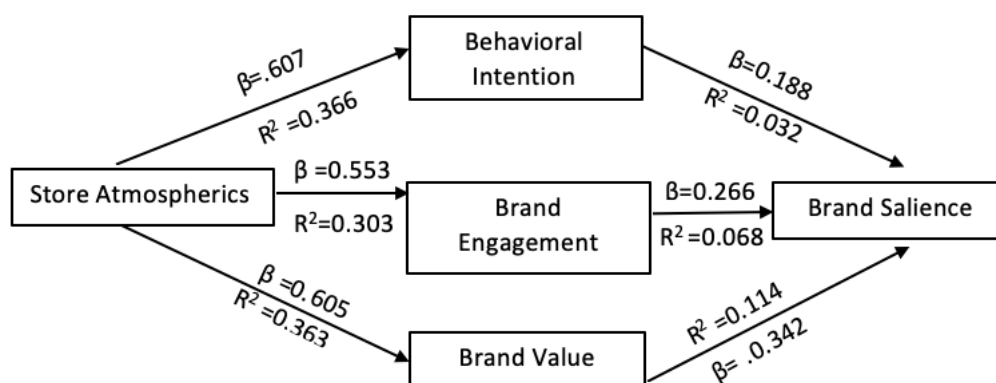 Behavioral
Intention
β=.607
R² =0.366
β=0.188
R² =0.032
Store Atmospherics
β =0.553
R²=0.303
Brand
Engagement
β=0.266
R² =0.068
Brand Salience
β =0.605
R² =0.363
Brand Value
R² =0.114
β= .0.342